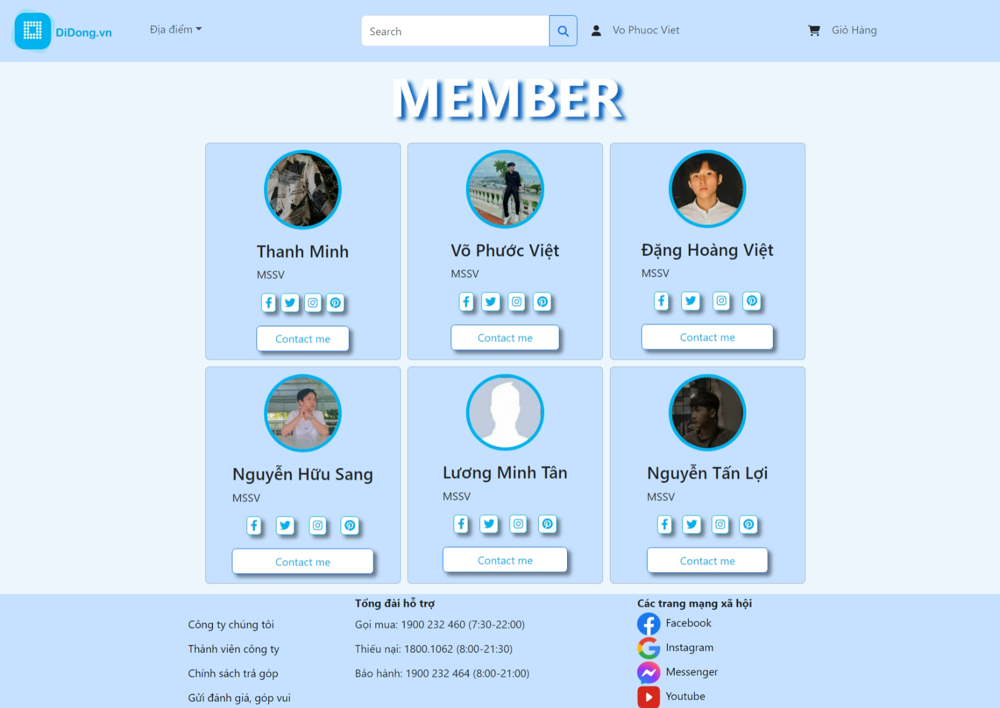 DiDong.vn
Địa điểm
Search
Vo Phuoc Viet
Giỏ Hàng
MEMBER
Thanh Minh
MSSV
Contact me
Võ Phước Việt
MSSV
Contact me
Đặng Hoàng Việt
MSSV
Contact me
Nguyễn Hữu Sang
MSSV
Contact me
Lương Minh Tân
MSSV
Contact me
Nguyễn Tấn Lợi
MSSV
Contact me
Công ty chúng tôi
Thành viên công ty
Chính sách trả góp
Gửi đánh giá, góp vui
Tổng đài hỗ trợ
Gọi mua: 1900 232 460 (7:30-22:00)
Thiếu nại: 1800.1062 (8:00-21:30)
Bảo hành: 1900 232 464 (8:00-21:00)
Các trang mạng xã hội
Facebook
Instagram
Messenger
Youtube